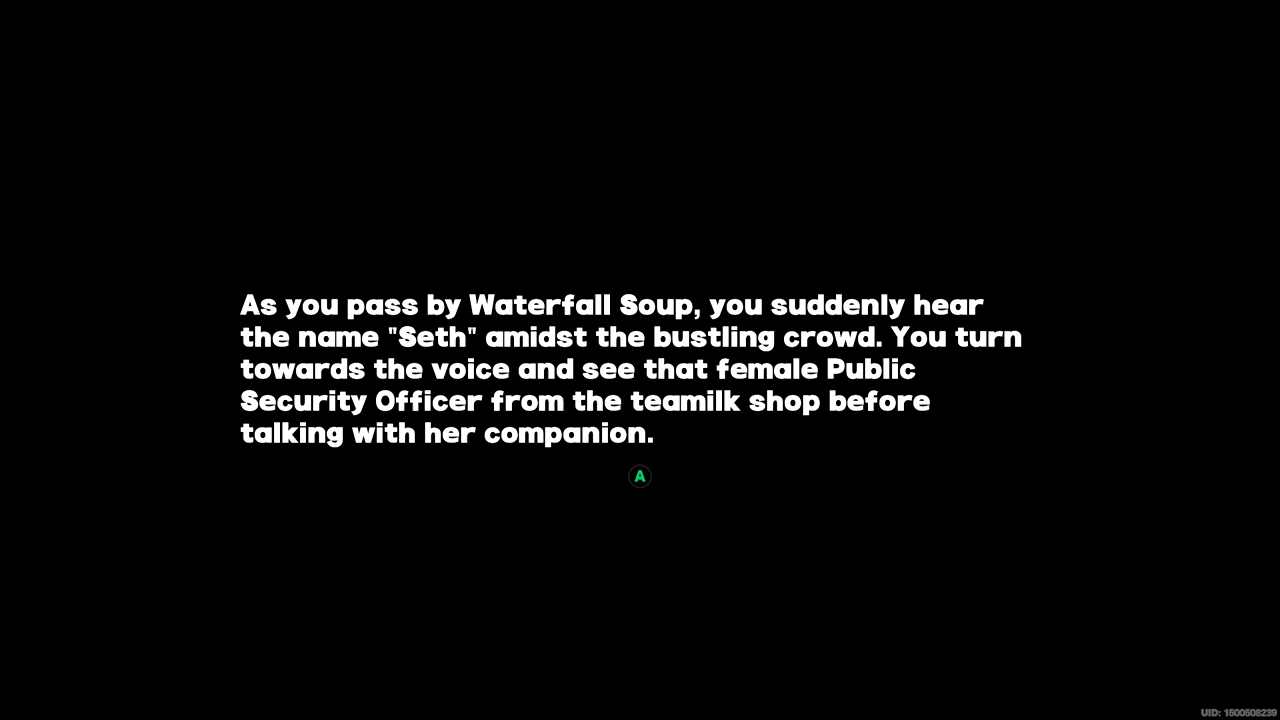 As you pass by Waterfall Soup, you suddenly hear
the name "Seth" amidst the bustling crowd. You turn
towards the voice and see that female Public
Security Officer from the teamilk shop before
talking with her companion.
A
UID: 1500508239